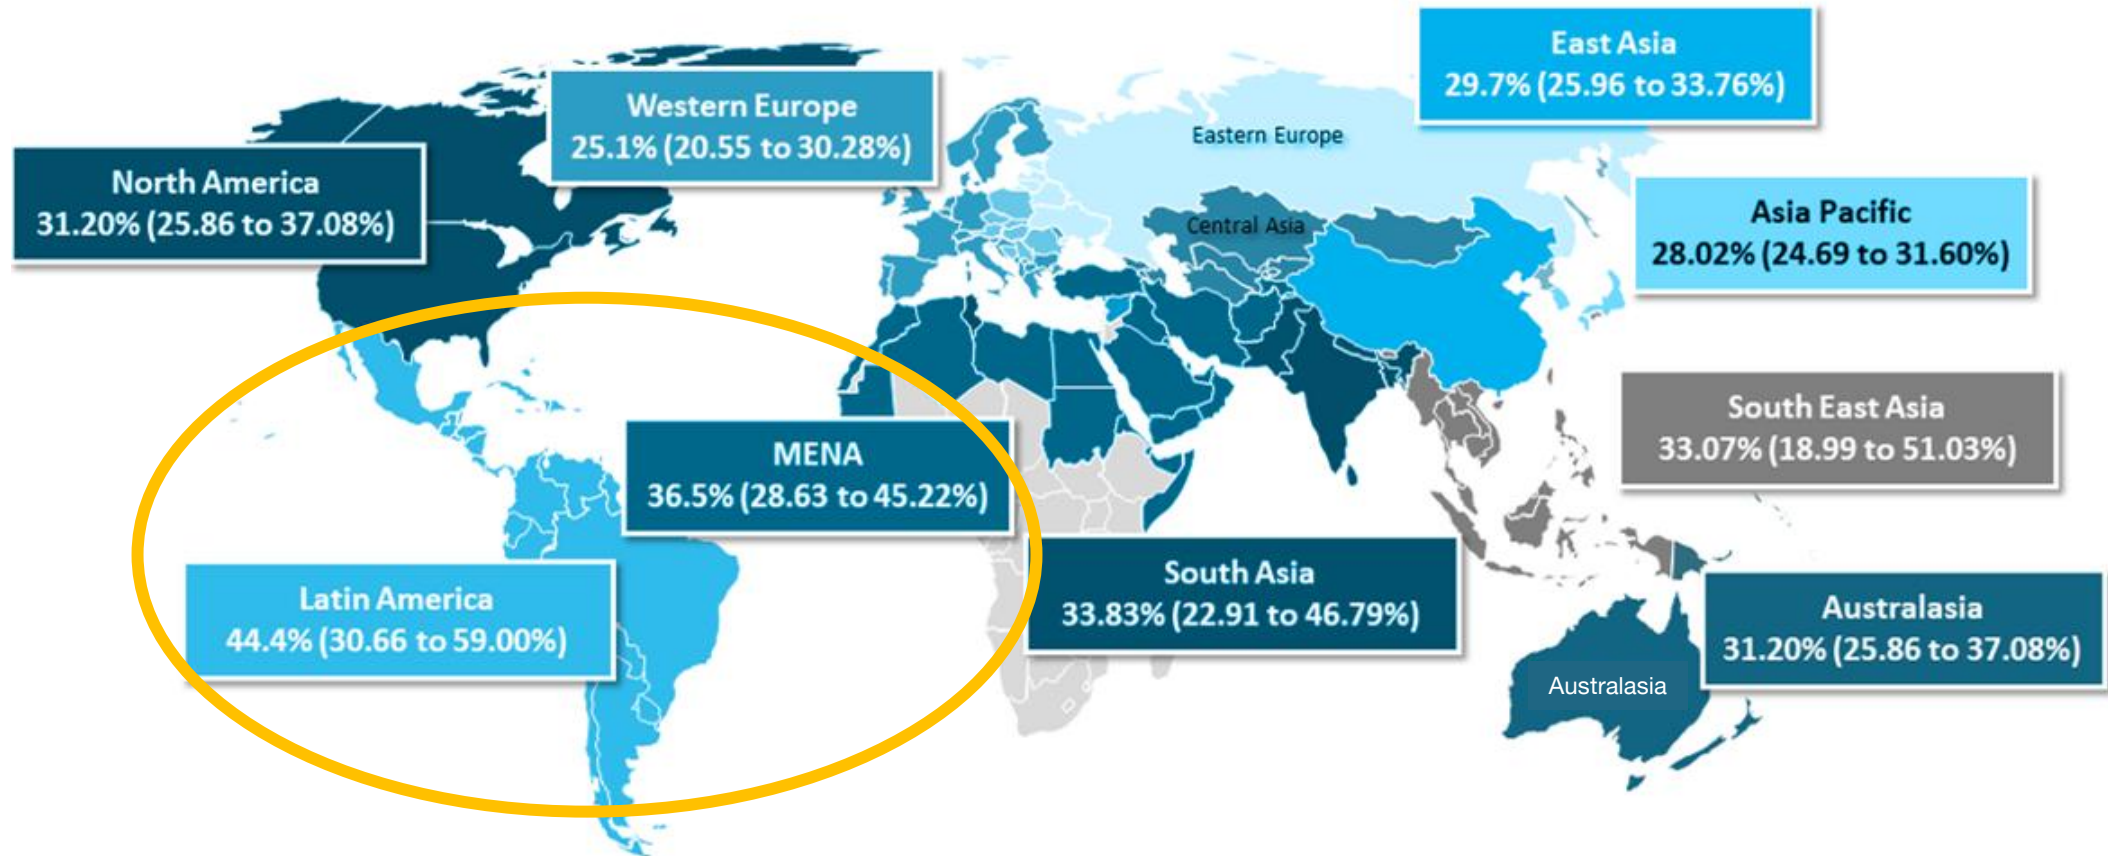 East Asia
29.7% (25.96 to 33.76%)
Western Europe
25.1% (20.55 to 30.28%)
Eastern Europe
North America
31.20% (25.86 to 37.08%)
Asia Pacific
28.02% (24.69 to 31.60%)
Central Asia
South East Asia
33.07% (18.99 to 51.03%)
MENA
36.5% (28.63 to 45.22%)
South Asia
33.83% (22.91 to 46.79%)
Latin America
44.4% (30.66 to 59.00%)
Australasia
31.20% (25.86 to 37.08%)
Australasia